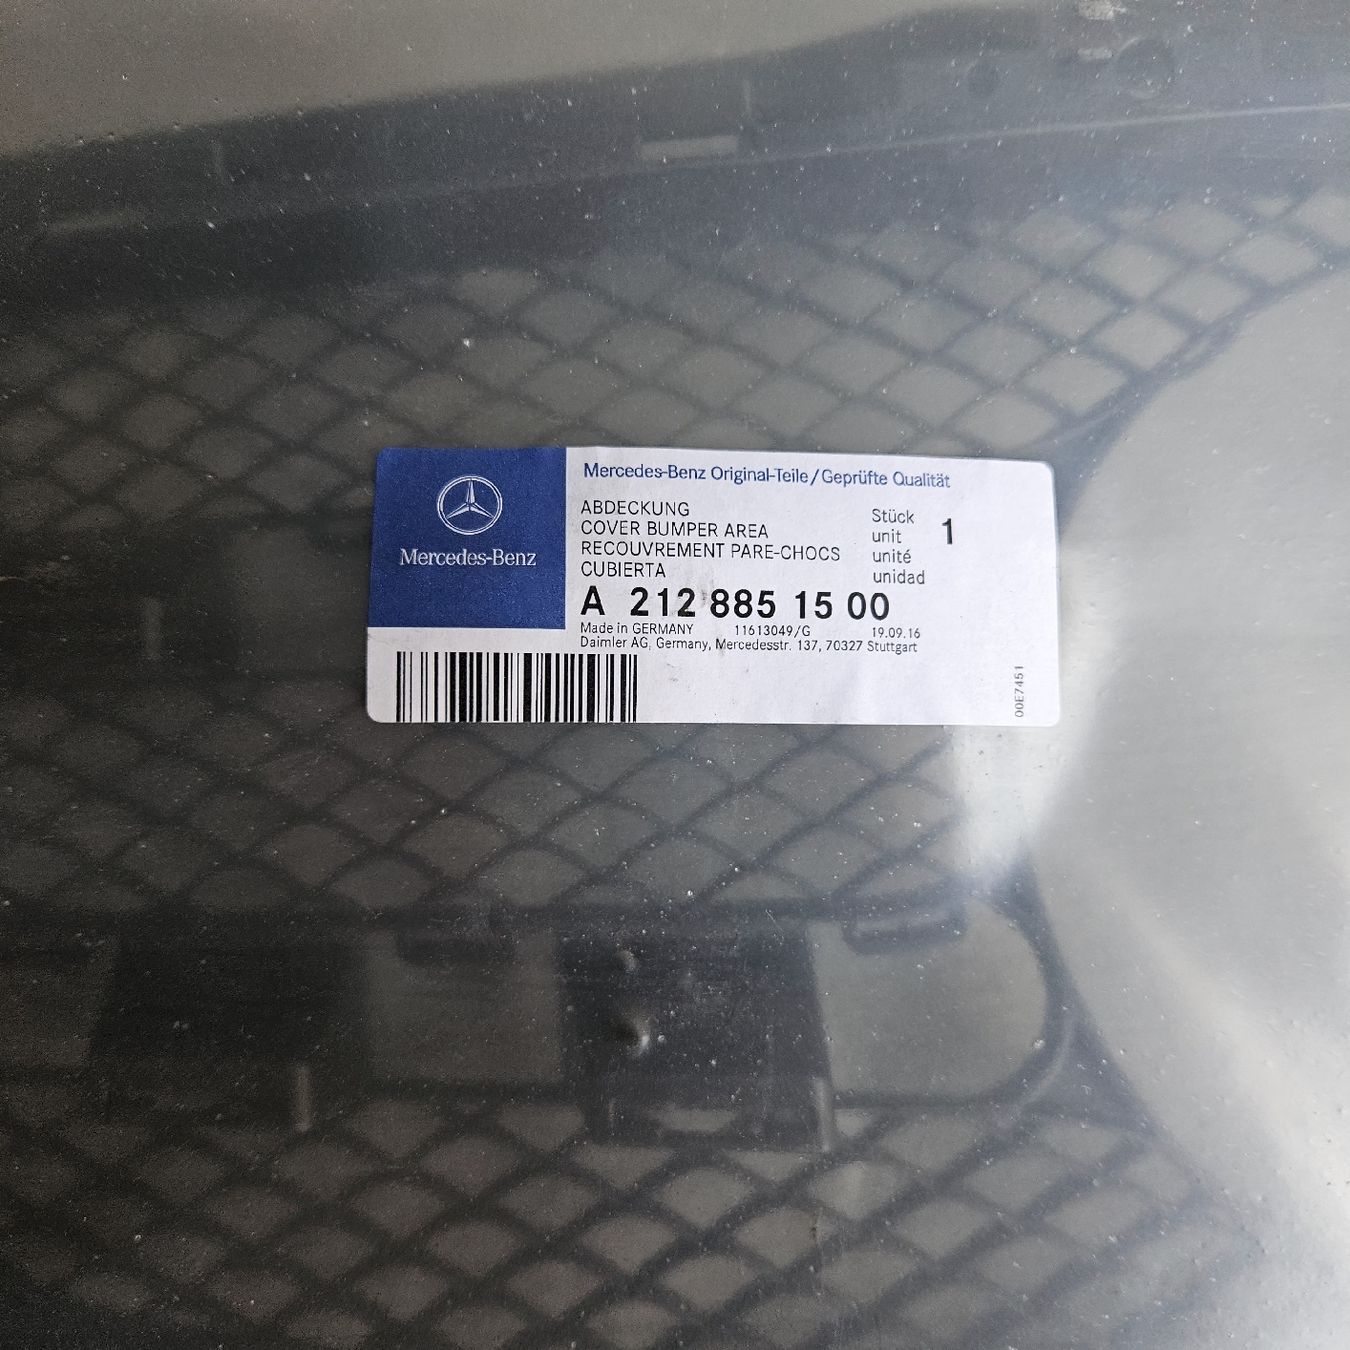 Mercedes-Benz
Mercedes-Benz Original-Teile/Geprüfte Qualität
ABDECKUNG
COVER BUMPER AREA
RECOUVREMENT PARE-CHOCS
CUBIERTA
Stück
unit
unité
unidad
1
A 212 885 15 00
Made in GERMANY 11613049/G 19.09.16
Daimler AG, Germany, Mercedesstr. 137, 70327 Stuttgart
00E7451